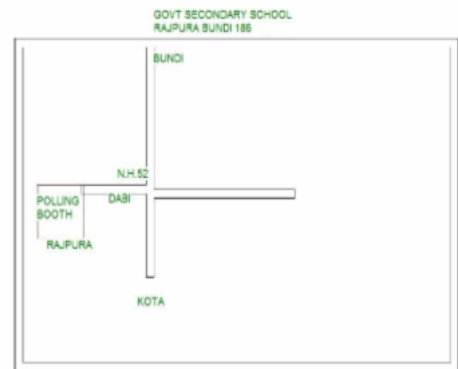 GOVT SECONDARY SCHOOL
RAJPURA BUNDI 186
BUNDI
N.H.52
DABI
POLLING
BOOTH
RAJPURA
KOTA